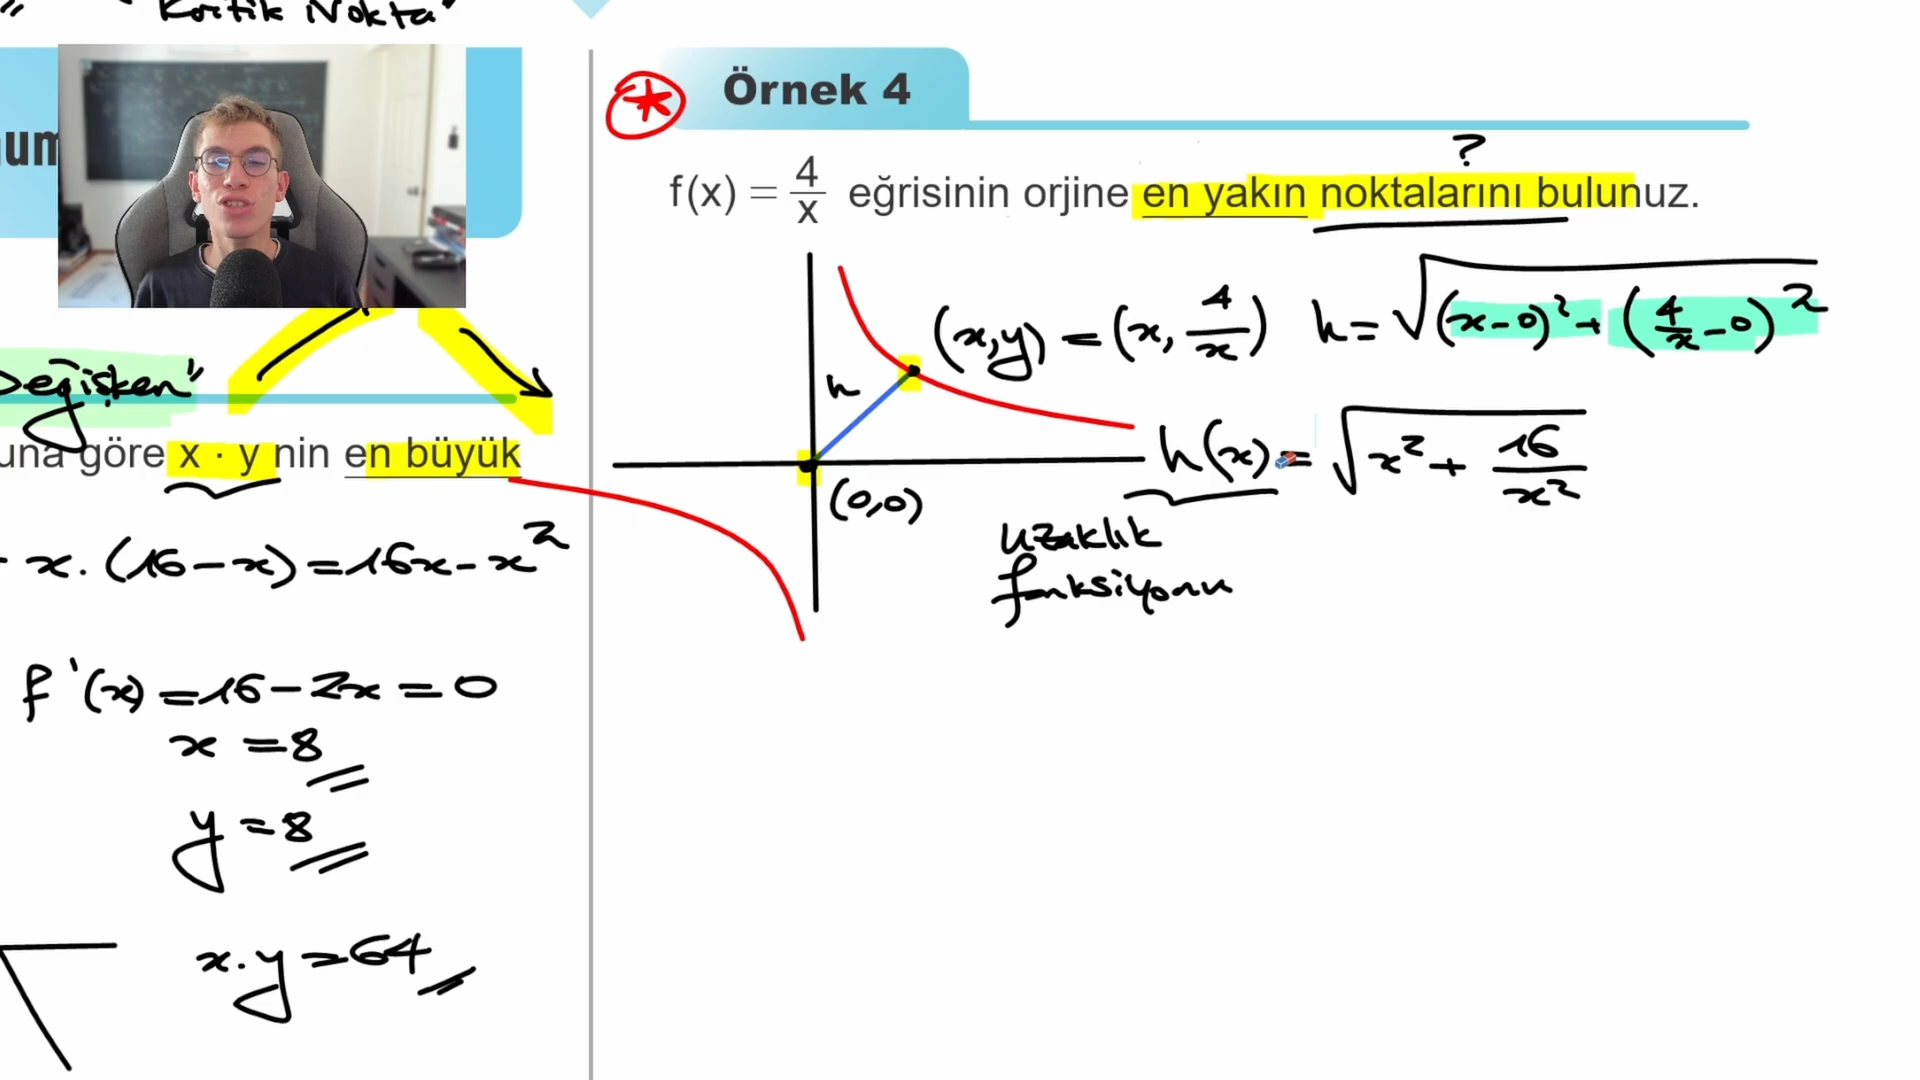 " Kritik Nokta"
um
Değişken"
una göre x · y nin en büyük
x.(16-x)=16x-x²
f'(x)=16-2x=0
x=8
y=8
x.y=64
* Örnek 4
?
f(x) = 4/x eğrisinin orjine en yakın noktalarını bulunuz.
(x,y)=(x, 4/x) h=√((x-0)²+(4/x-0)²)
h
h(x)=√(x²+16/x²)
(0,0)
uzaklık
fonksiyonu